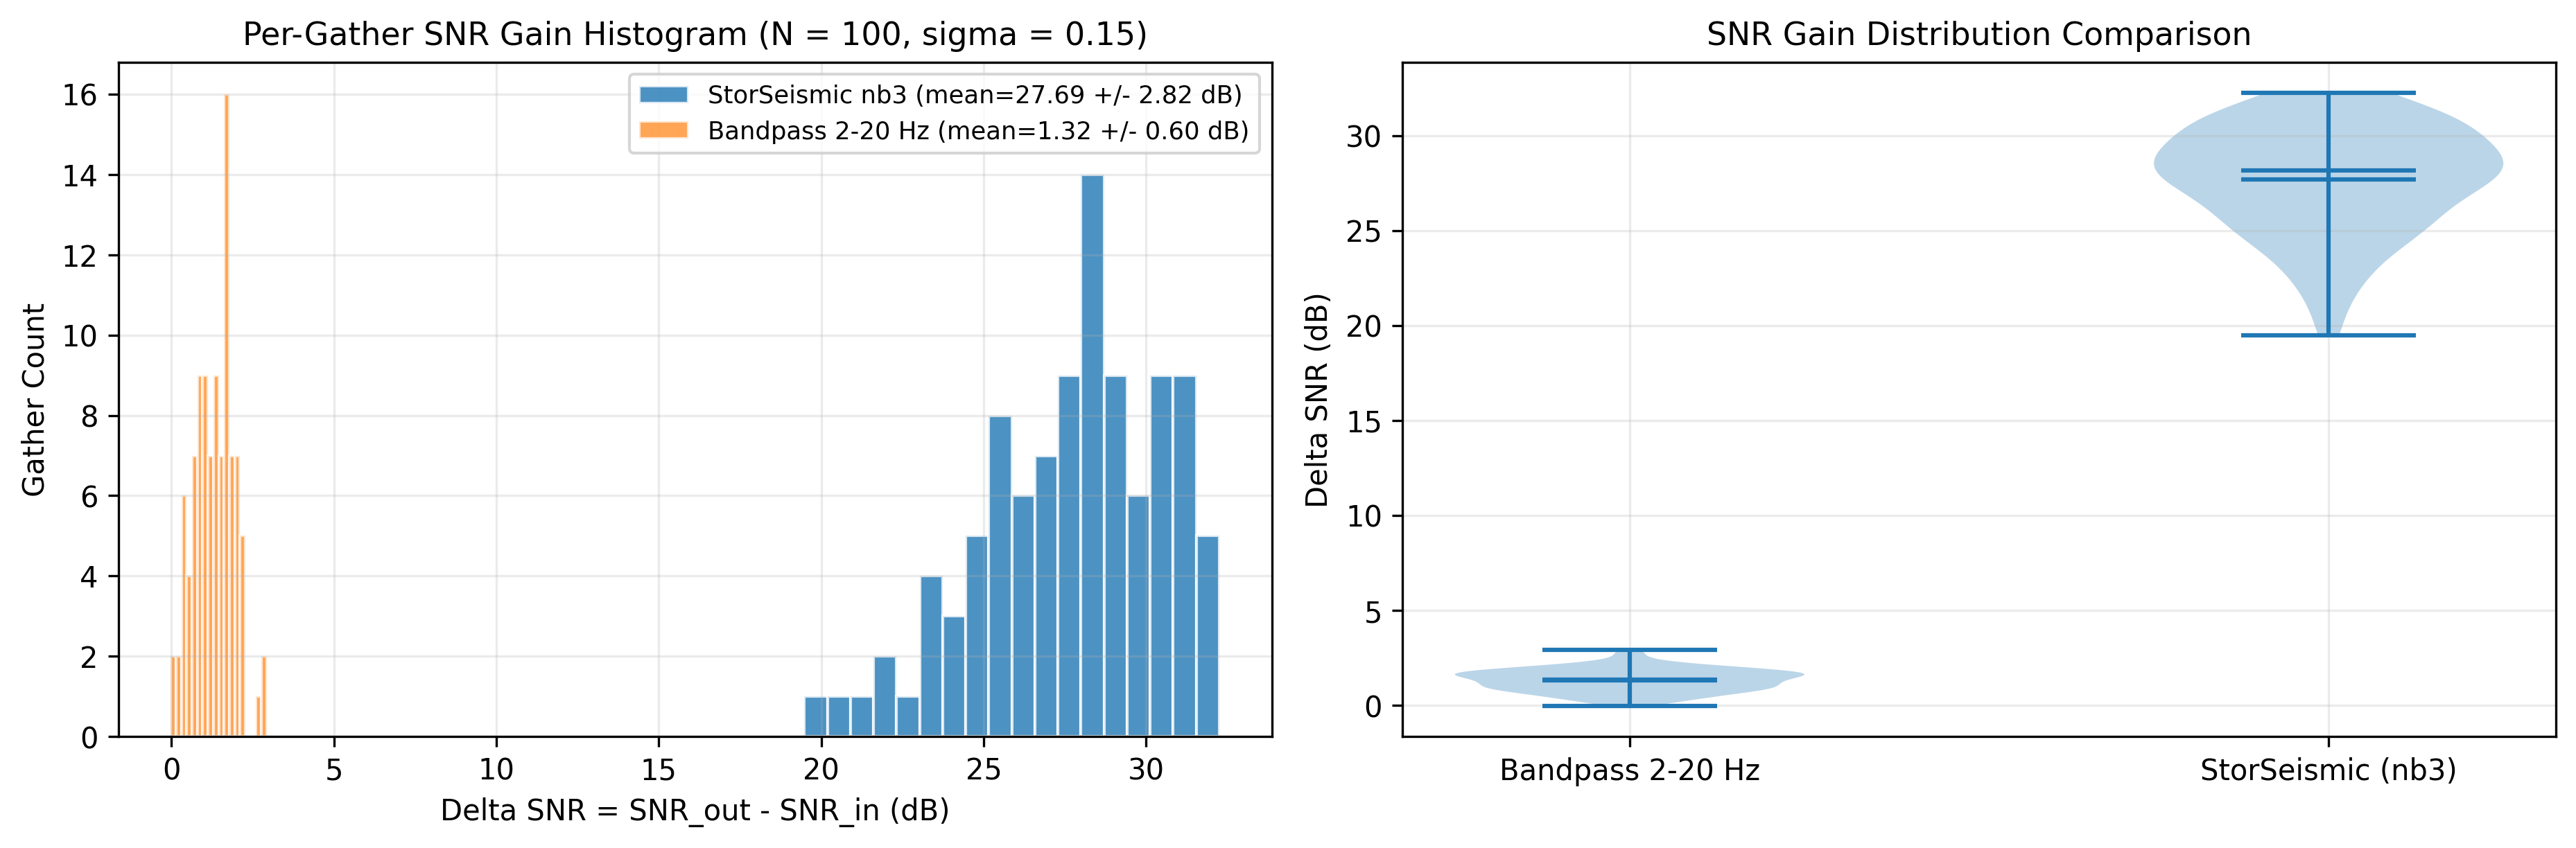 Per-Gather SNR Gain Histogram (N = 100, sigma = 0.15)
StorSeismic nb3 (mean=27.69 +/- 2.82 dB)
Bandpass 2-20 Hz (mean=1.32 +/- 0.60 dB)
Gather Count
16
14
12
10
8
6
4
2
0
0 5 10 15 20 25 30
Delta SNR = SNR_out - SNR_in (dB)
SNR Gain Distribution Comparison
Delta SNR (dB)
30
25
20
15
10
5
0
Bandpass 2-20 Hz StorSeismic (nb3)